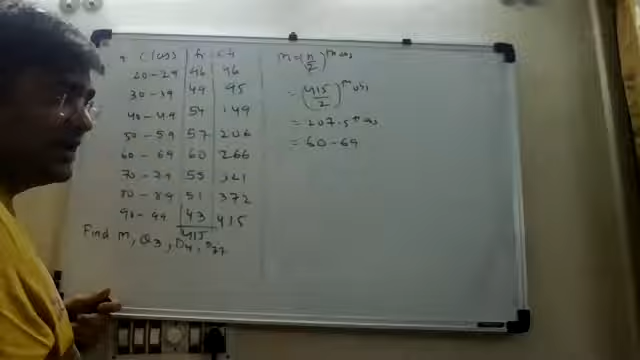 Class fr cf
20-29 46 46
30-39 49 95
40-49 54 149
50-59 57 206
60-69 60 266
70-79 55 321
80-89 51 372
90-99 43 415
415
Find M, Q3, D4, P37
M = (n/2)th obs
= (415/2)th obs
= 207.5th obs
= 60-69